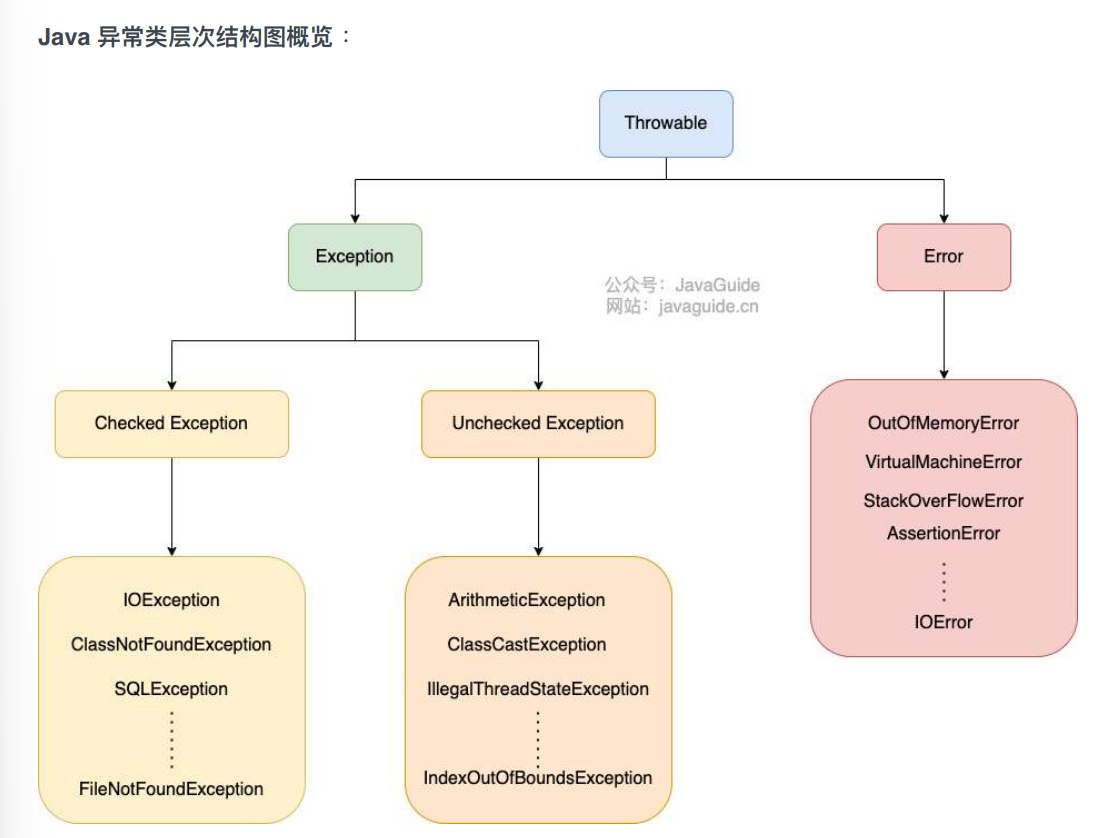 Java 异常类层次结构图概览：
Throwable
Exception
Error
公众号：JavaGuide
网站：javaguide.cn
Checked Exception
Unchecked Exception
OutOfMemoryError
VirtualMachineError
StackOverFlowError
AssertionError
IOError
IOException
ClassNotFoundException
SQLException
FileNotFoundException
ArithmeticException
ClassCastException
IllegalThreadStateException
IndexOutOfBoundsException